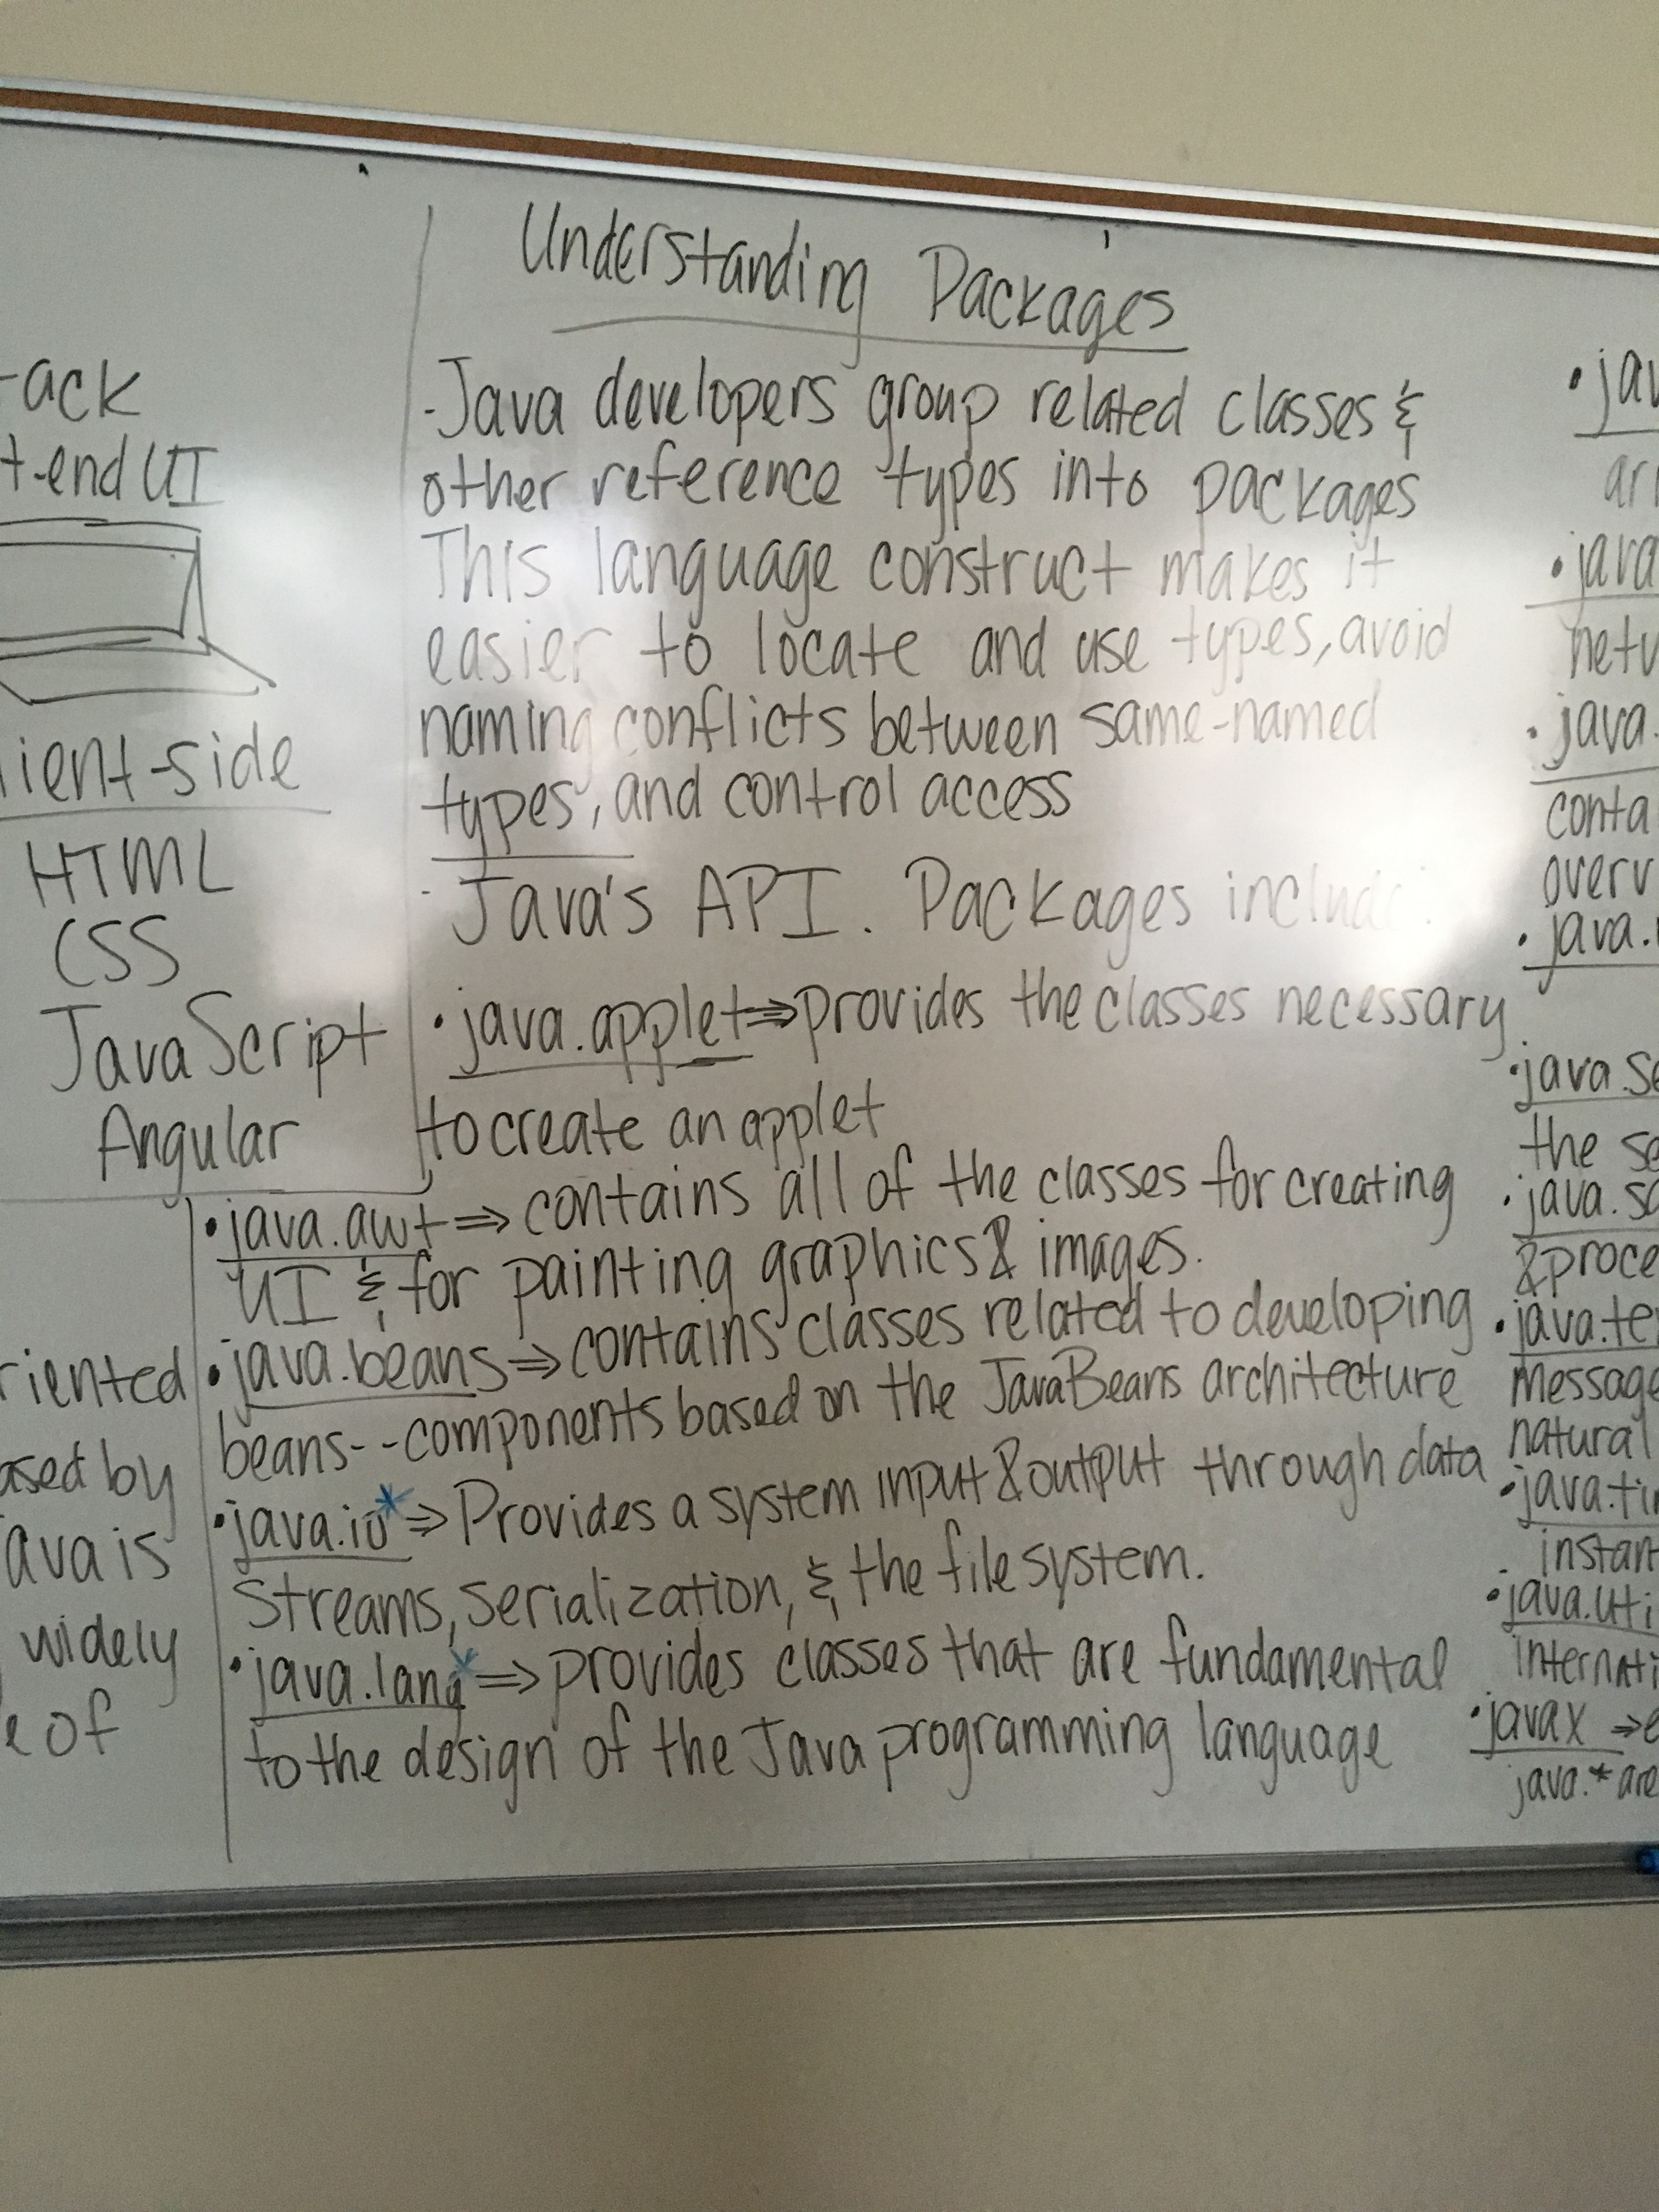 ack
t-end UI
ient-side
HTML
CSS
JavaScript
Angular
riented
ased by
ava is
widely
e of
Understanding Packages
-Java developers group related classes &
other reference types into packages
This language construct makes it
easier to locate and use types, avoid
naming conflicts between same-named
types, and control access
- Java's API. Packages includ
• java.applet⇒provides the classes necessary
to create an applet
• java.awt⇒ contains all of the classes for creating
UI & for painting graphics & images.
• java.beans⇒contains classes related to developing
beans--components based on the JavaBeans architecture
• java.io*⇒Provides a system input & output through data
streams, serialization, & the file system.
• java.lang*⇒provides classes that are fundamental
to the design of the Java programming language
• jav
ar
• java
netw
• java.
conta
overv
• java.
• java.se
the se
• java.sq
& proce
• java.te
message
natural
• java.ti
instan
• java.uti
internati
• javax ⇒e
java.* are